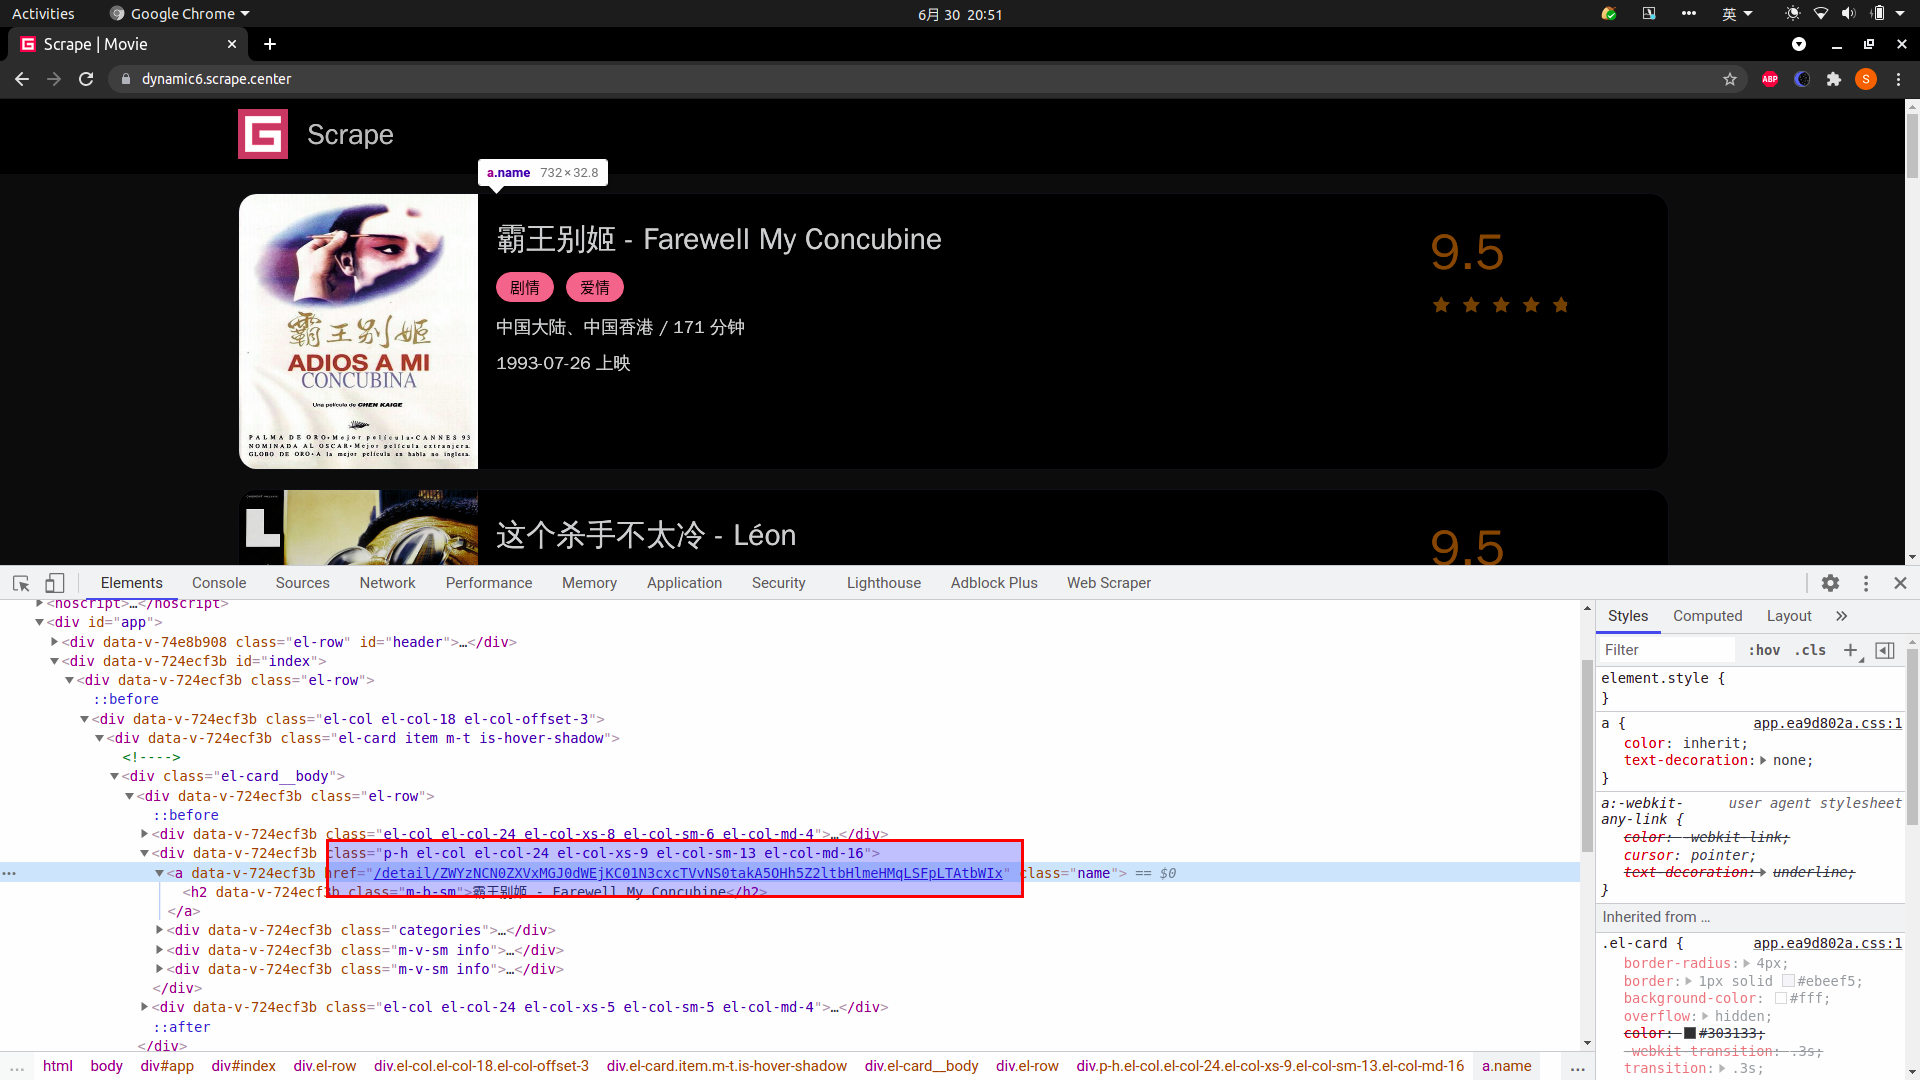 Activities
Google Chrome
6月 30 20:51
英
Scrape | Movie
dynamic6.scrape.center
ABP
S
Scrape
a.name 732 × 32.8
霸王别姬 - Farewell My Concubine
剧情 爱情
中国大陆、中国香港 / 171 分钟
1993-07-26 上映
9.5
霸王别姬
ADIOS A MI
CONCUBINA
Una película de CHEN KAIGE
PALMA DE ORO•Mejor película•CANNES 93
NOMINADA AL OSCAR•Mejor película extranjera.
GLOBO DE ORO•A la mejor película en habla no inglesa.
这个杀手不太冷 - Léon
9.5
Elements Console Sources Network Performance Memory Application Security Lighthouse Adblock Plus Web Scraper
<noscript>…</noscript>
<div id="app">
<div data-v-74e8b908 class="el-row" id="header">…</div>
<div data-v-724ecf3b id="index">
<div data-v-724ecf3b class="el-row">
::before
<div data-v-724ecf3b class="el-col el-col-18 el-col-offset-3">
<div data-v-724ecf3b class="el-card item m-t is-hover-shadow">
<!---->
<div class="el-card__body">
<div data-v-724ecf3b class="el-row">
::before
<div data-v-724ecf3b class="el-col el-col-24 el-col-xs-8 el-col-sm-6 el-col-md-4">…</div>
<div data-v-724ecf3b class="p-h el-col el-col-24 el-col-xs-9 el-col-sm-13 el-col-md-16">
<a data-v-724ecf3b href="/detail/ZWYzNCN0ZXVxMGJ0dWEjKC01N3cxcTVvNS0takA5OHh5Z2ltbHlmeHMqLSFpLTAtbWIx" class="name"> == $0
<h2 data-v-724ecf3b class="m-b-sm">霸王别姬 - Farewell My Concubine</h2>
</a>
<div data-v-724ecf3b class="categories">…</div>
<div data-v-724ecf3b class="m-v-sm info">…</div>
<div data-v-724ecf3b class="m-v-sm info">…</div>
</div>
<div data-v-724ecf3b class="el-col el-col-24 el-col-xs-5 el-col-sm-5 el-col-md-4">…</div>
::after
</div>
… html body div#app div#index div.el-row div.el-col.el-col-18.el-col-offset-3 div.el-card.item.m-t.is-hover-shadow div.el-card__body div.el-row div.p-h.el-col.el-col-24.el-col-xs-9.el-col-sm-13.el-col-md-16 a.name …
Styles Computed Layout »
Filter :hov .cls +
element.style {
}
a { app.ea9d802a.css:1
color: inherit;
text-decoration: none;
}
a:-webkit-any-link { user agent stylesheet
color: -webkit-link;
cursor: pointer;
text-decoration: underline;
}
Inherited from …
.el-card { app.ea9d802a.css:1
border-radius: 4px;
border: 1px solid #ebeef5;
background-color: #fff;
overflow: hidden;
color: #303133;
-webkit-transition: .3s;
transition: .3s;